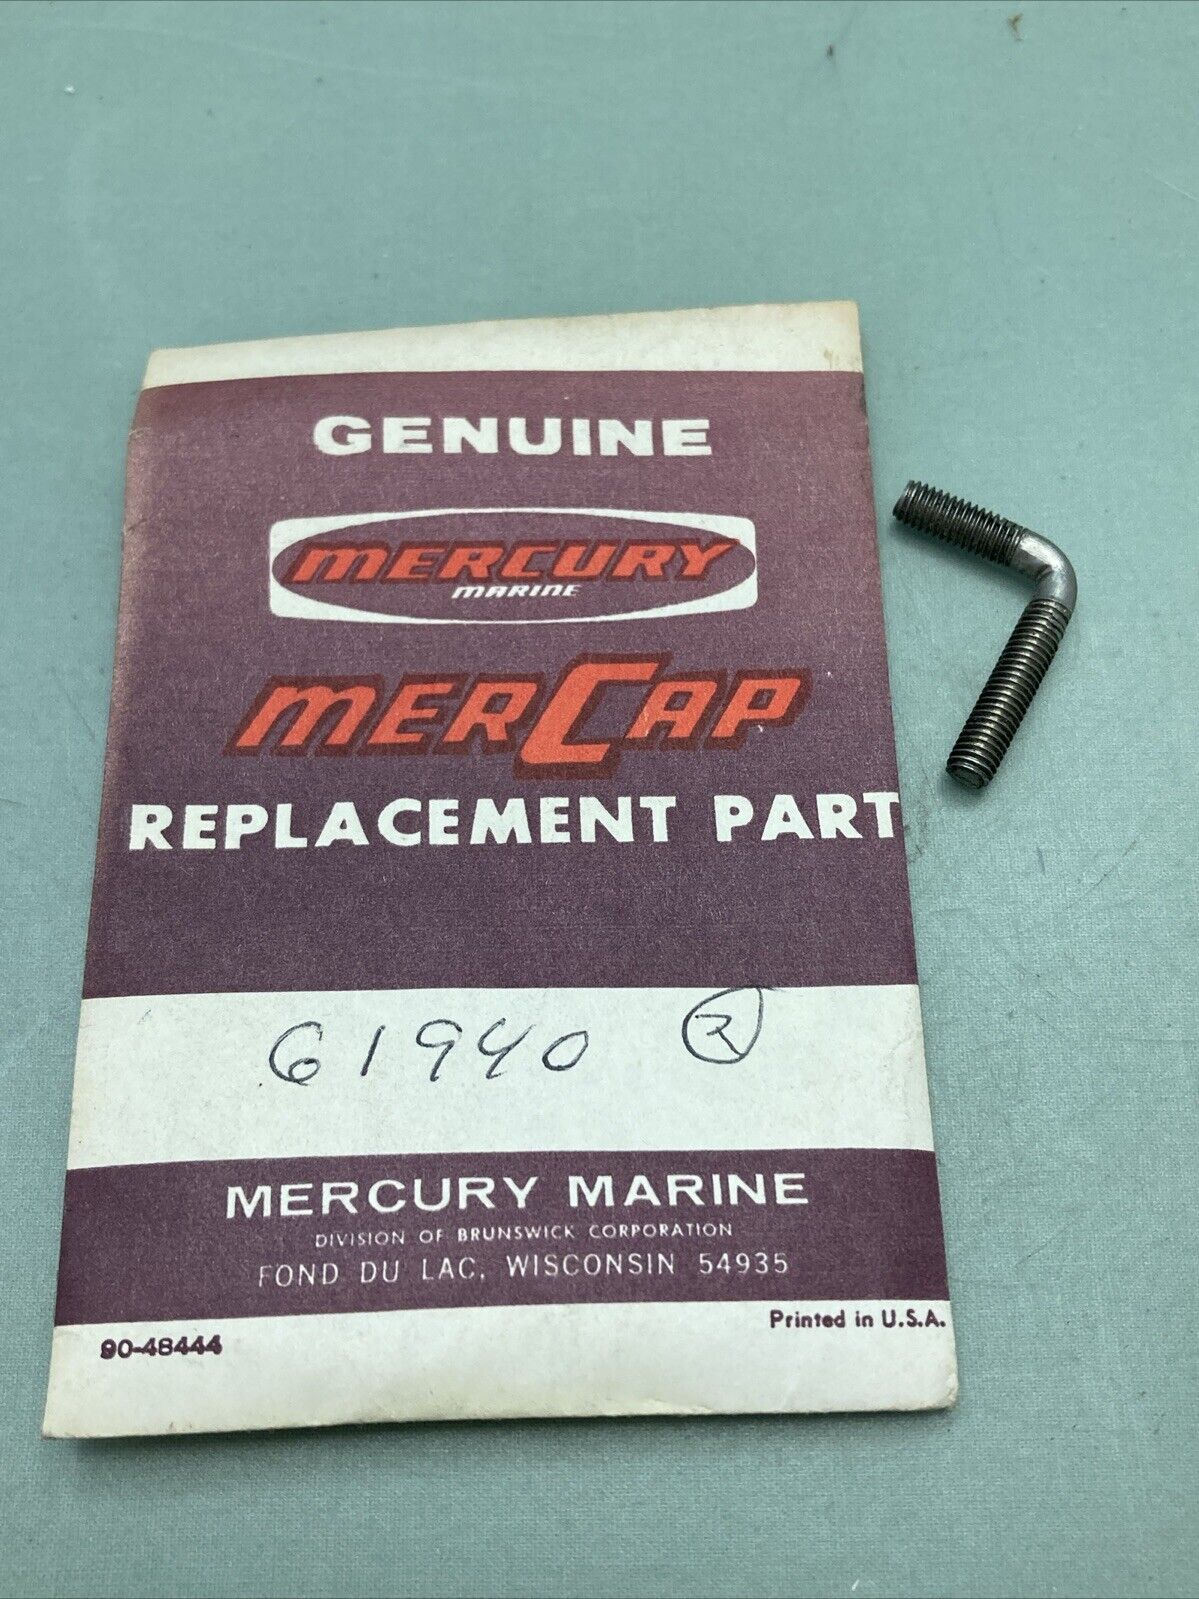 GENUINE
MERCURY
MARINE
MERCAP
REPLACEMENT PART
61940 2
MERCURY MARINE
DIVISION OF BRUNSWICK CORPORATION
FOND DU LAC, WISCONSIN 54935
Printed in U.S.A.
90-48444